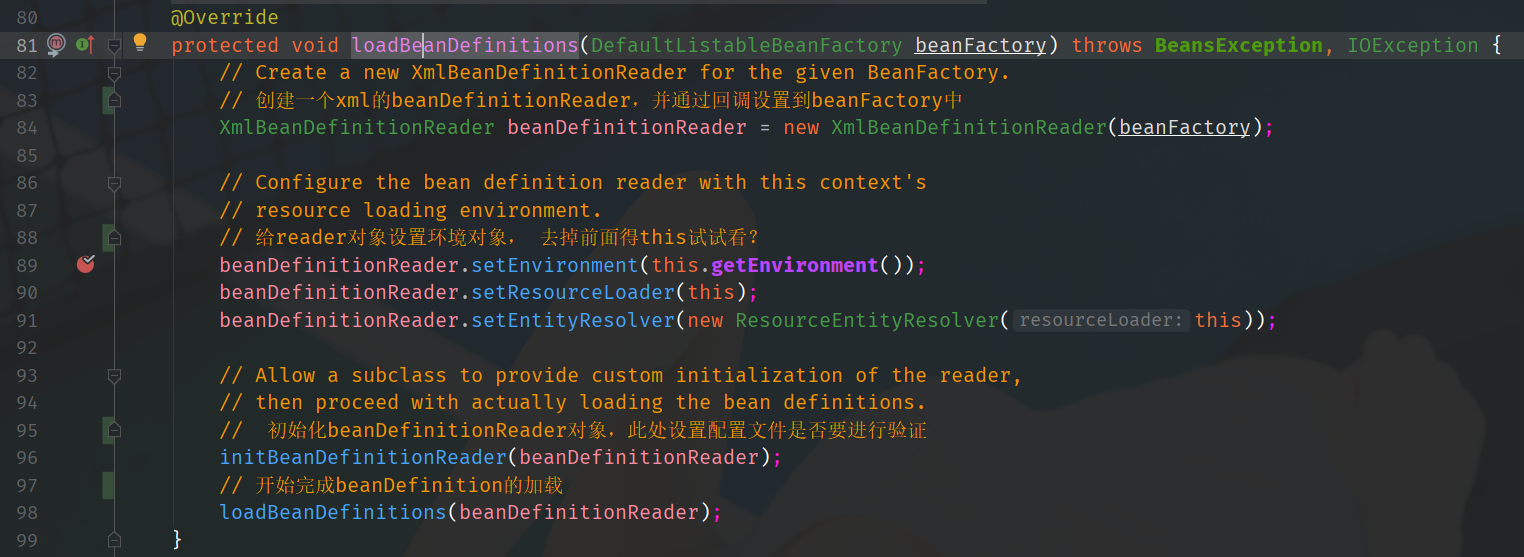 80 @Override
81 protected void loadBeanDefinitions(DefaultListableBeanFactory beanFactory) throws BeansException, IOException {
82 // Create a new XmlBeanDefinitionReader for the given BeanFactory.
83 // 创建一个xml的beanDefinitionReader，并通过回调设置到beanFactory中
84 XmlBeanDefinitionReader beanDefinitionReader = new XmlBeanDefinitionReader(beanFactory);
85
86 // Configure the bean definition reader with this context's
87 // resource loading environment.
88 // 给reader对象设置环境对象， 去掉前面得this试试看？
89 beanDefinitionReader.setEnvironment(this.getEnvironment());
90 beanDefinitionReader.setResourceLoader(this);
91 beanDefinitionReader.setEntityResolver(new ResourceEntityResolver( resourceLoader: this));
92
93 // Allow a subclass to provide custom initialization of the reader,
94 // then proceed with actually loading the bean definitions.
95 //  初始化beanDefinitionReader对象，此处设置配置文件是否要进行验证
96 initBeanDefinitionReader(beanDefinitionReader);
97 // 开始完成beanDefinition的加载
98 loadBeanDefinitions(beanDefinitionReader);
99 }